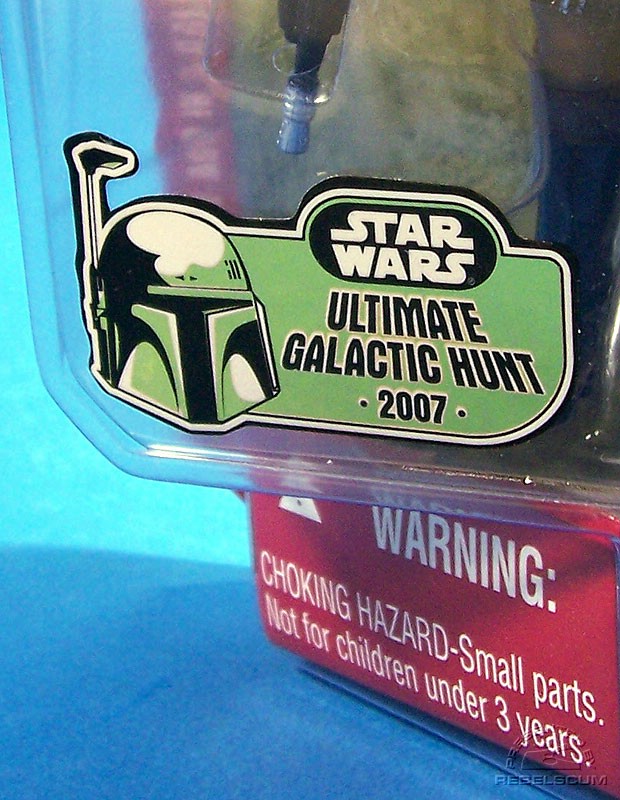 STAR
WARS
ULTIMATE
GALACTIC HUNT
· 2007 ·
WARNING:
CHOKING HAZARD-Small parts.
Not for children under 3 years.
REBELSCUM